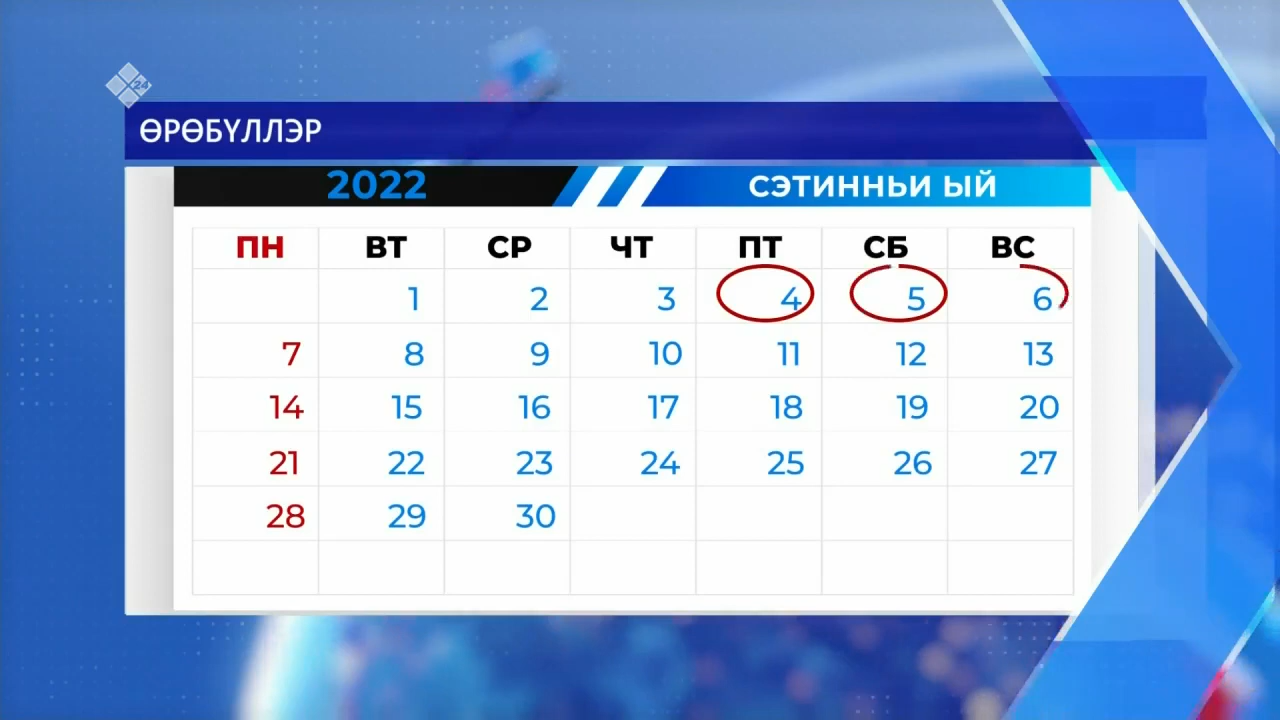 X24
ӨРӨБҮЛЛЭР
2022 СЭТИННЬИ ЫЙ
ПН ВТ СР ЧТ ПТ СБ ВС
1 2 3 4 5 6
7 8 9 10 11 12 13
14 15 16 17 18 19 20
21 22 23 24 25 26 27
28 29 30